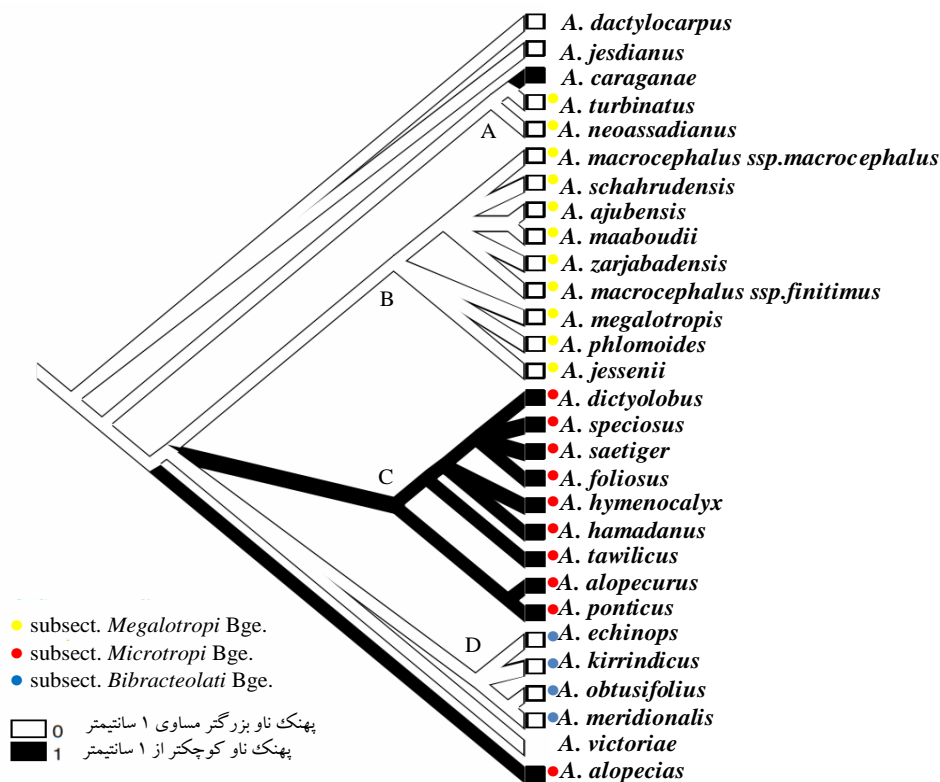 A. dactylocarpus
A. jesdianus
A. caraganae
A. turbinatus
A
A. neoassadianus
A. macrocephalus ssp.macrocephalus
A. schahrudensis
A. ajubensis
A. maaboudii
A. zarjabadensis
A. macrocephalus ssp.finitimus
B
A. megalotropis
A. phlomoides
A. jessenii
A. dictyolobus
A. speciosus
A. saetiger
C
A. foliosus
A. hymenocalyx
A. hamadanus
A. tawilicus
A. alopecurus
A. ponticus
A. echinops
D
A. kirrindicus
A. obtusifolius
A. meridionalis
A. victoriae
A. alopecias
subsect. Megalotropi Bge.
subsect. Microtropi Bge.
subsect. Bibracteolati Bge.
0 پهنک ناو بزرگتر مساوی ۱ سانتیمتر
1 پهنک ناو کوچکتر از ۱ سانتیمتر